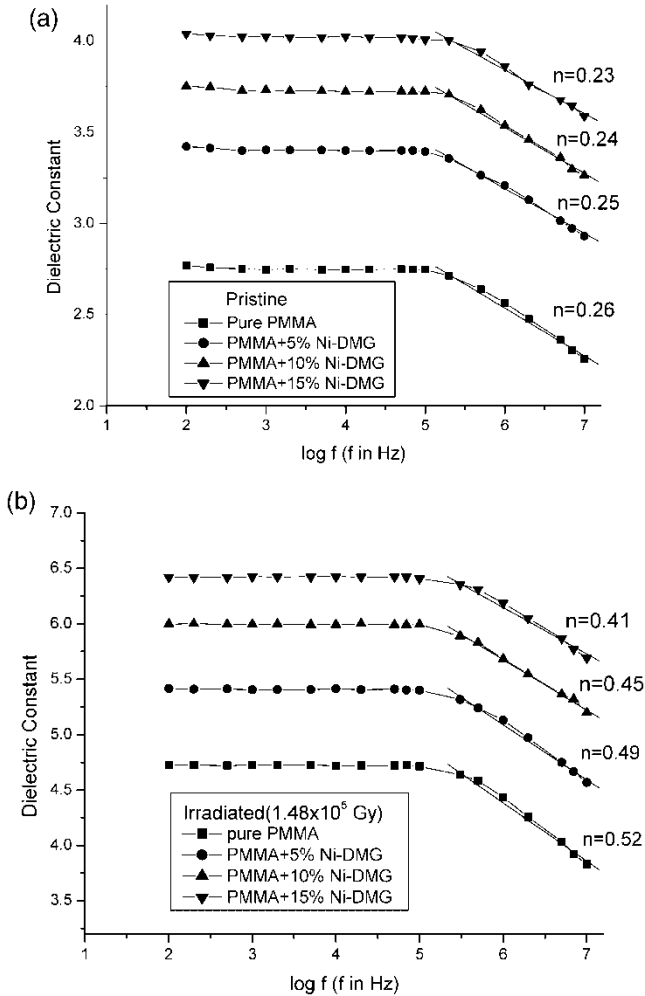 (a)
4.0
3.5
3.0
2.5
2.0
Dielectric Constant
n=0.23
n=0.24
n=0.25
n=0.26
Pristine
Pure PMMA
PMMA+5% Ni-DMG
PMMA+10% Ni-DMG
PMMA+15% Ni-DMG
1 2 3 4 5 6 7
log f (f in Hz)
(b)
7.0
6.5
6.0
5.5
5.0
4.5
4.0
3.5
Dielectric Constant
n=0.41
n=0.45
n=0.49
n=0.52
Irradiated(1.48x10⁵ Gy)
pure PMMA
PMMA+5% Ni-DMG
PMMA+10% Ni-DMG
PMMA+15% Ni-DMG
1 2 3 4 5 6 7
log f (f in Hz)